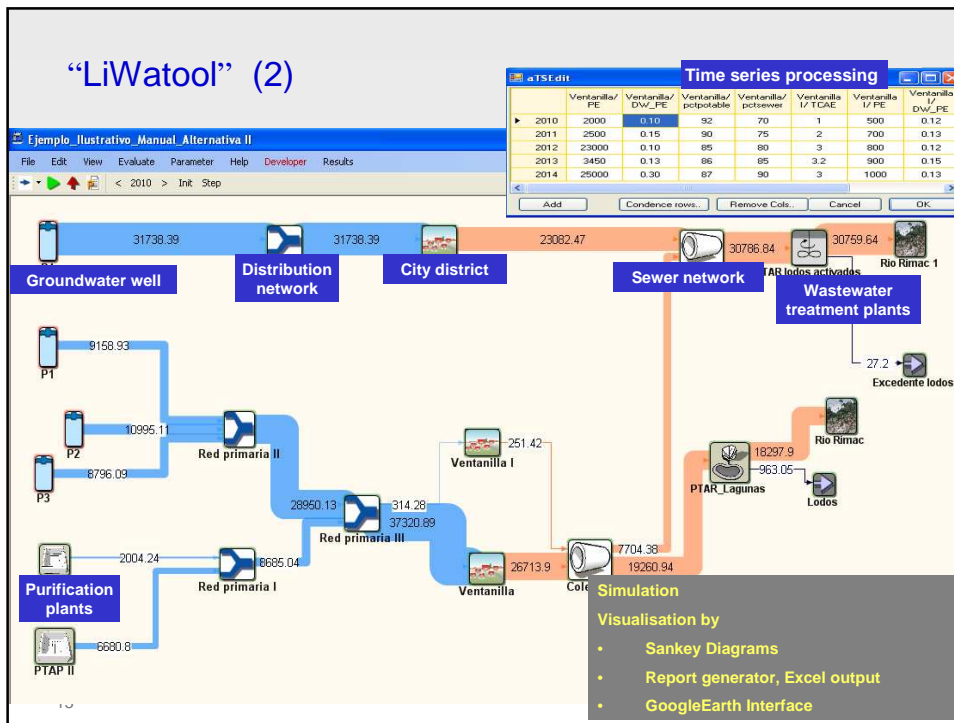 “LiWatool” (2)
aTSEdit
Time series processing
Ventanilla/ PE Ventanilla/ DW_PE Ventanilla/ pctpotable Ventanilla/ pctsewer Ventanilla I/ TCAE Ventanilla I/ PE Ventanilla I/ DW_PE
2010 2000 0.10 92 70 1 500 0.12
2011 2500 0.15 90 75 2 700 0.13
2012 23000 0.10 85 80 3 800 0.12
2013 3450 0.13 86 85 3.2 900 0.15
2014 25000 0.30 87 90 3 1000 0.13
Add Condence rows.. Remove Cols.. Cancel OK
Ejemplo_Ilustrativo_Manual_Alternativa II
File Edit View Evaluate Parameter Help Developer Results
< 2010 > Init Step
31738.39 31738.39 23082.47 30786.84 30759.64
Groundwater well
Distribution
network
City district
Sewer network
TAR lodos activados
Rio Rimac 1
Wastewater
treatment plants
9158.93
P1
27.2
Excedente lodos
10995.11
P2
Red primaria II
251.42
Ventanilla I
Rio Rimac
8796.09
P3
18297.9
963.05
PTAR_Lagunas
Lodos
28950.13
314.28
37320.89
Red primaria III
2004.24
8685.04
Red primaria I
7704.38
26713.9
19260.94
Ventanilla
Cole
Purification
plants
6680.8
PTAP II
Simulation
Visualisation by
• Sankey Diagrams
• Report generator, Excel output
• GoogleEarth Interface